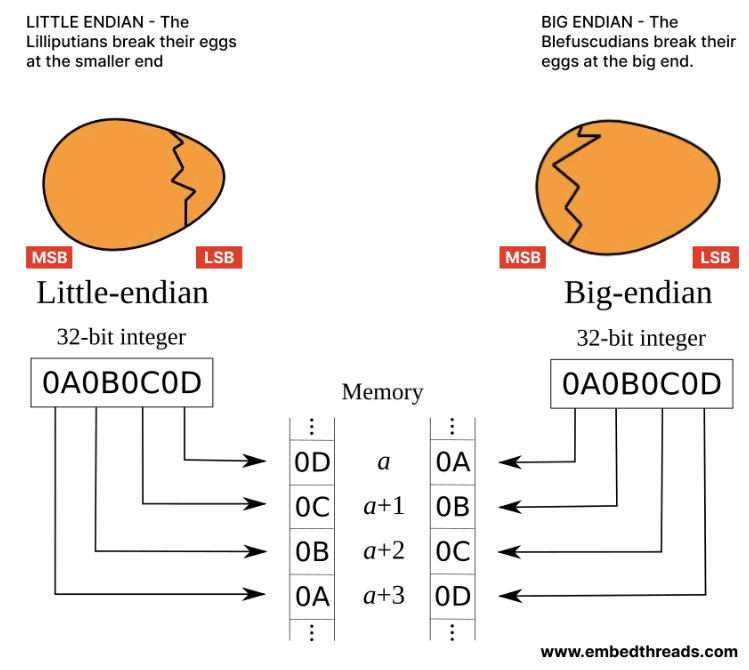 LITTLE ENDIAN - The
Lilliputians break their eggs
at the smaller end
BIG ENDIAN - The
Blefuscudians break their
eggs at the big end.
MSB
LSB
MSB
LSB
Little-endian
Big-endian
32-bit integer
32-bit integer
0A0B0C0D
0A0B0C0D
Memory
⋮
⋮
0D
a
0A
0C
a+1
0B
0B
a+2
0C
0A
a+3
0D
⋮
⋮
www.embedthreads.com